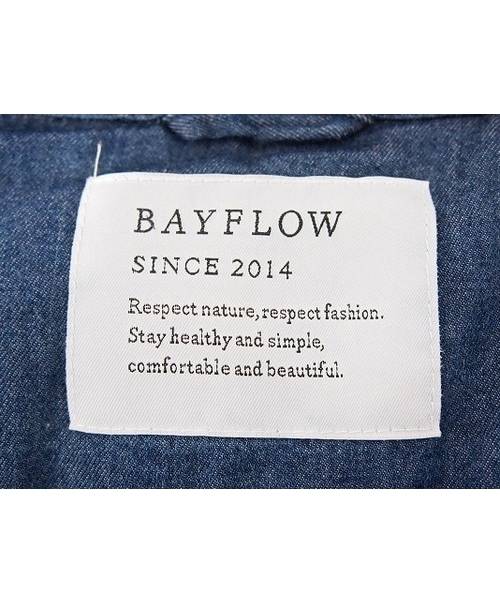 BAYFLOW
SINCE 2014
Respect nature, respect fashion.
Stay healthy and simple,
comfortable and beautiful.